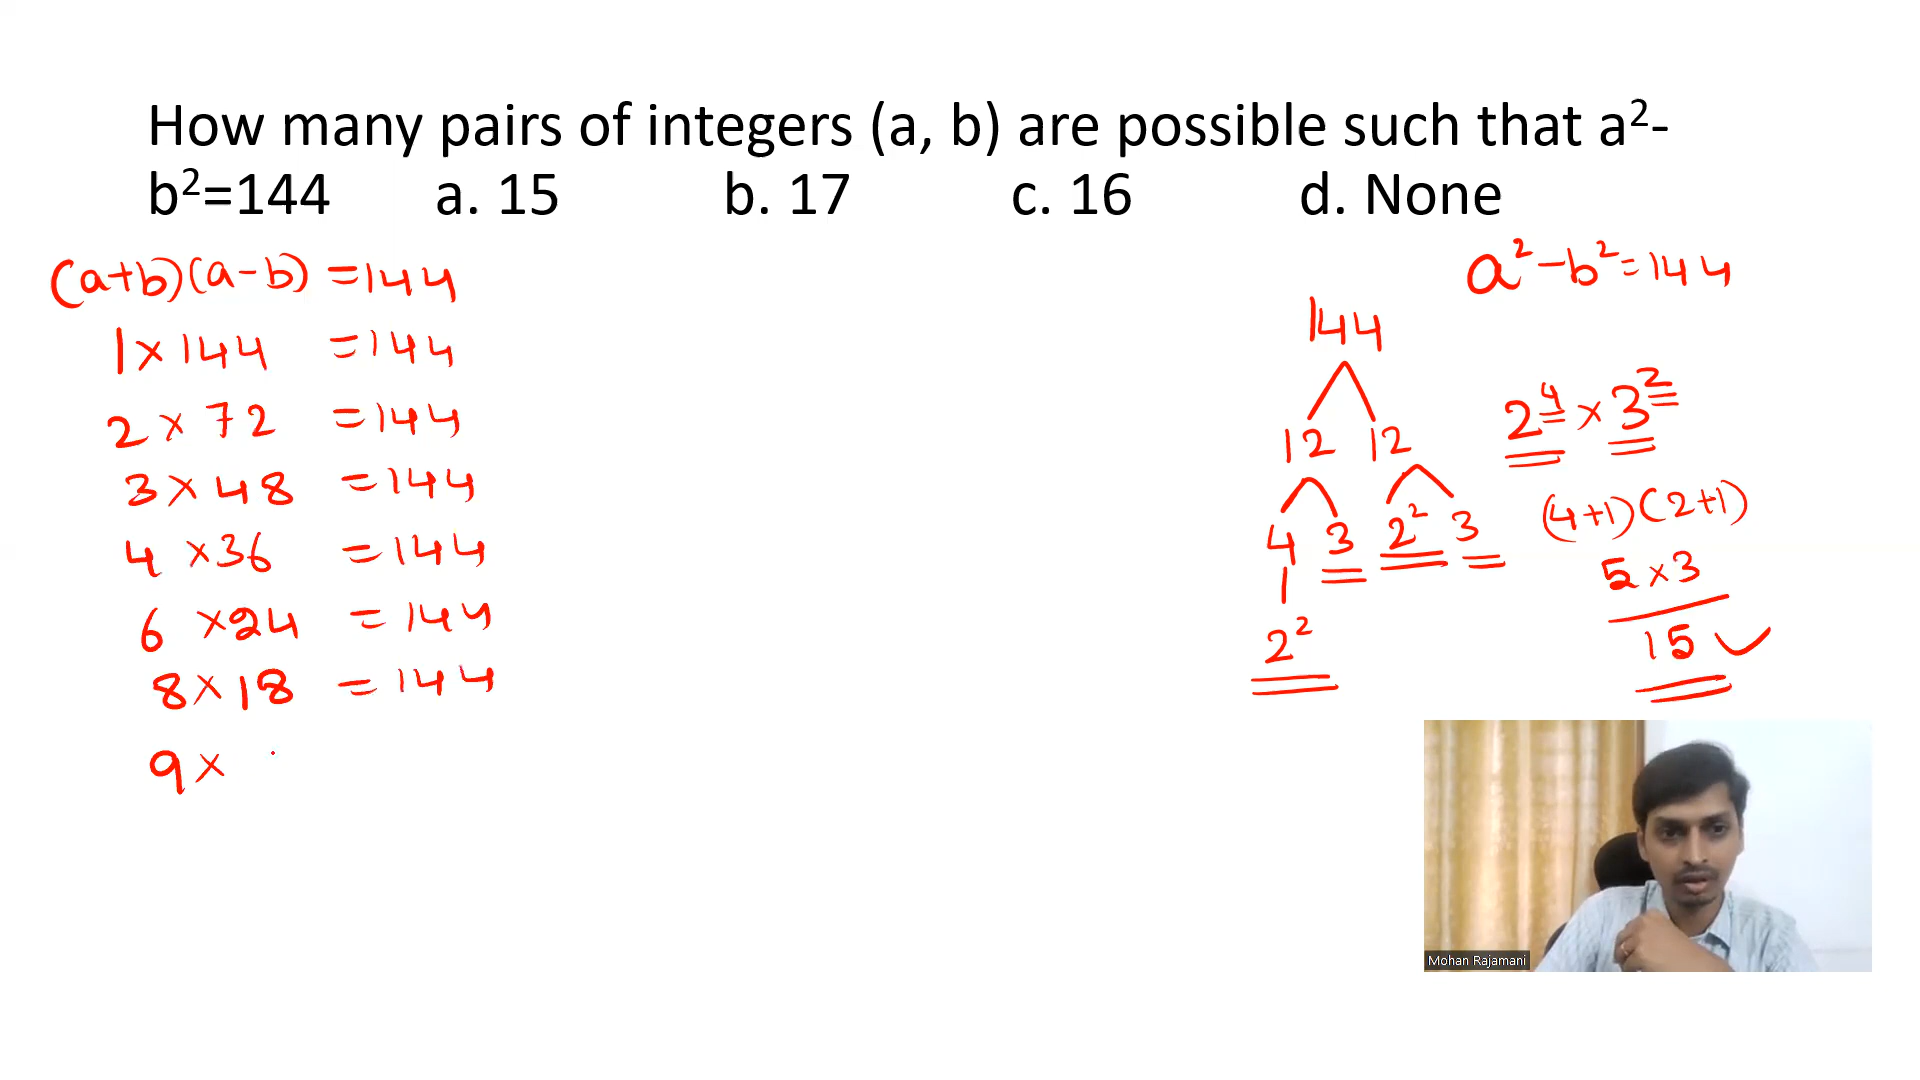 How many pairs of integers (a, b) are possible such that a²-
b²=144 a. 15 b. 17 c. 16 d. None
(a+b)(a-b) =144
1 × 144 =144
2 × 72 =144
3 × 48 =144
4 ×36 =144
6 ×24 =144
8 × 18 =144
9 ×
a²-b²=144
144
12 12
4 3 2² 3
2²
2⁴ × 3²
(4+1)(2+1)
5 × 3
15 ✓
Mohan Rajamani